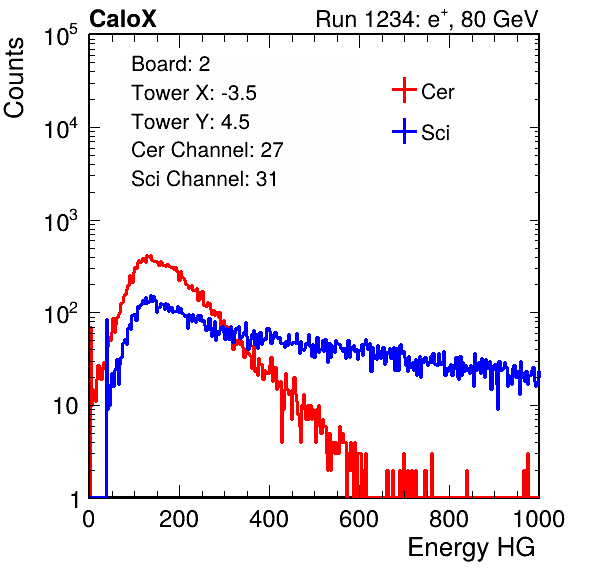 CaloX Run 1234: e⁺, 80 GeV
Counts
10⁵
10⁴
10³
10²
10
1
Board: 2
Tower X: -3.5
Tower Y: 4.5
Cer Channel: 27
Sci Channel: 31
Cer
Sci
0 200 400 600 800 1000
Energy HG